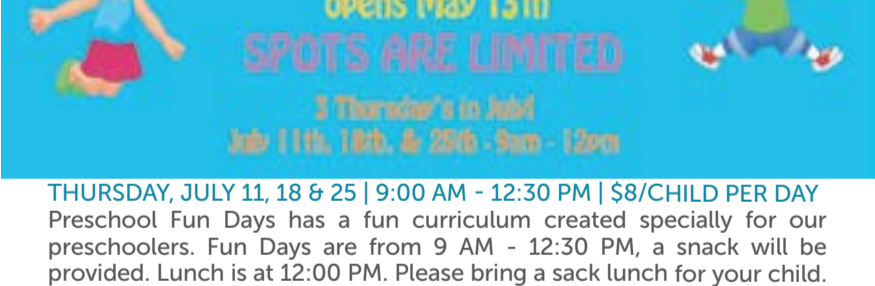 opens May 13th
SPOTS ARE LIMITED
3 Thursday's in July!
July 11th, 18th, & 25th - 9am - 12pm
THURSDAY, JULY 11, 18 & 25 | 9:00 AM - 12:30 PM | $8/CHILD PER DAY
Preschool Fun Days has a fun curriculum created specially for our
preschoolers. Fun Days are from 9 AM - 12:30 PM, a snack will be
provided. Lunch is at 12:00 PM. Please bring a sack lunch for your child.